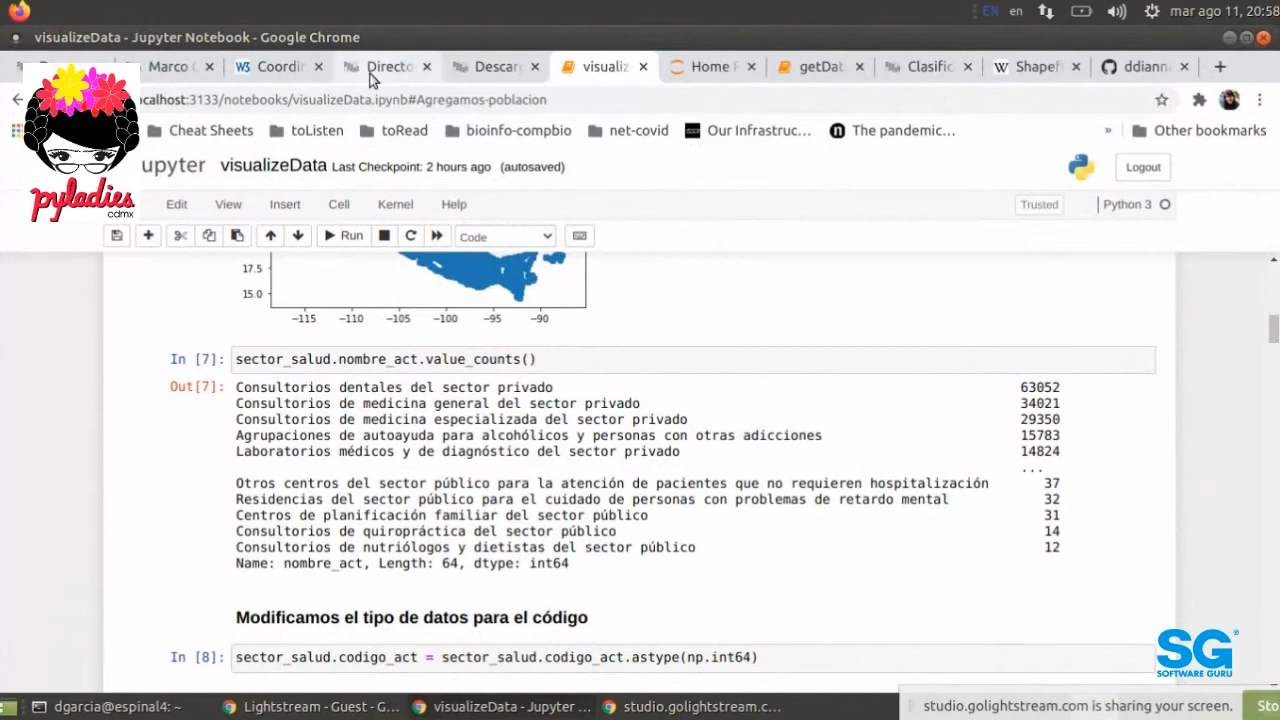 EN en mar ago 11, 20:58
visualizeData - Jupyter Notebook - Google Chrome
Marco Coordin Directo Descar visualiz Home P getDat Clasific Shapef ddiann
localhost:3133/notebooks/visualizeData.ipynb#Agregamos-poblacion
Cheat Sheets toListen toRead bioinfo-compbio net-covid Our Infrastruc... The pandemic... » Other bookmarks
jupyter visualizeData Last Checkpoint: 2 hours ago (autosaved) Logout
pyladies
cdmx
Edit View Insert Cell Kernel Help Trusted Python 3
Run Code
17.5
15.0
−115 −110 −105 −100 −95 −90
In [7]: sector_salud.nombre_act.value_counts()
Out[7]: Consultorios dentales del sector privado 63052
Consultorios de medicina general del sector privado 34021
Consultorios de medicina especializada del sector privado 29350
Agrupaciones de autoayuda para alcohólicos y personas con otras adicciones 15783
Laboratorios médicos y de diagnóstico del sector privado 14824
...
Otros centros del sector público para la atención de pacientes que no requieren hospitalización 37
Residencias del sector público para el cuidado de personas con problemas de retardo mental 32
Centros de planificación familiar del sector público 31
Consultorios de quiropráctica del sector público 14
Consultorios de nutriólogos y dietistas del sector público 12
Name: nombre_act, Length: 64, dtype: int64
Modificamos el tipo de datos para el código
In [8]: sector_salud.codigo_act = sector_salud.codigo_act.astype(np.int64)
SG
SOFTWARE GURU
dgarcia@espinal4: ~ Lightstream - Guest - G... visualizeData - Jupyter ... studio.golightstream.c... studio.golightstream.com is sharing your screen. Sto